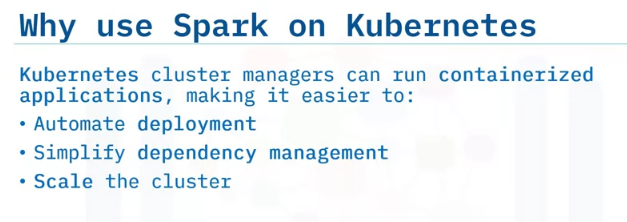 Why use Spark on Kubernetes
Kubernetes cluster managers can run containerized
applications, making it easier to:
• Automate deployment
• Simplify dependency management
• Scale the cluster